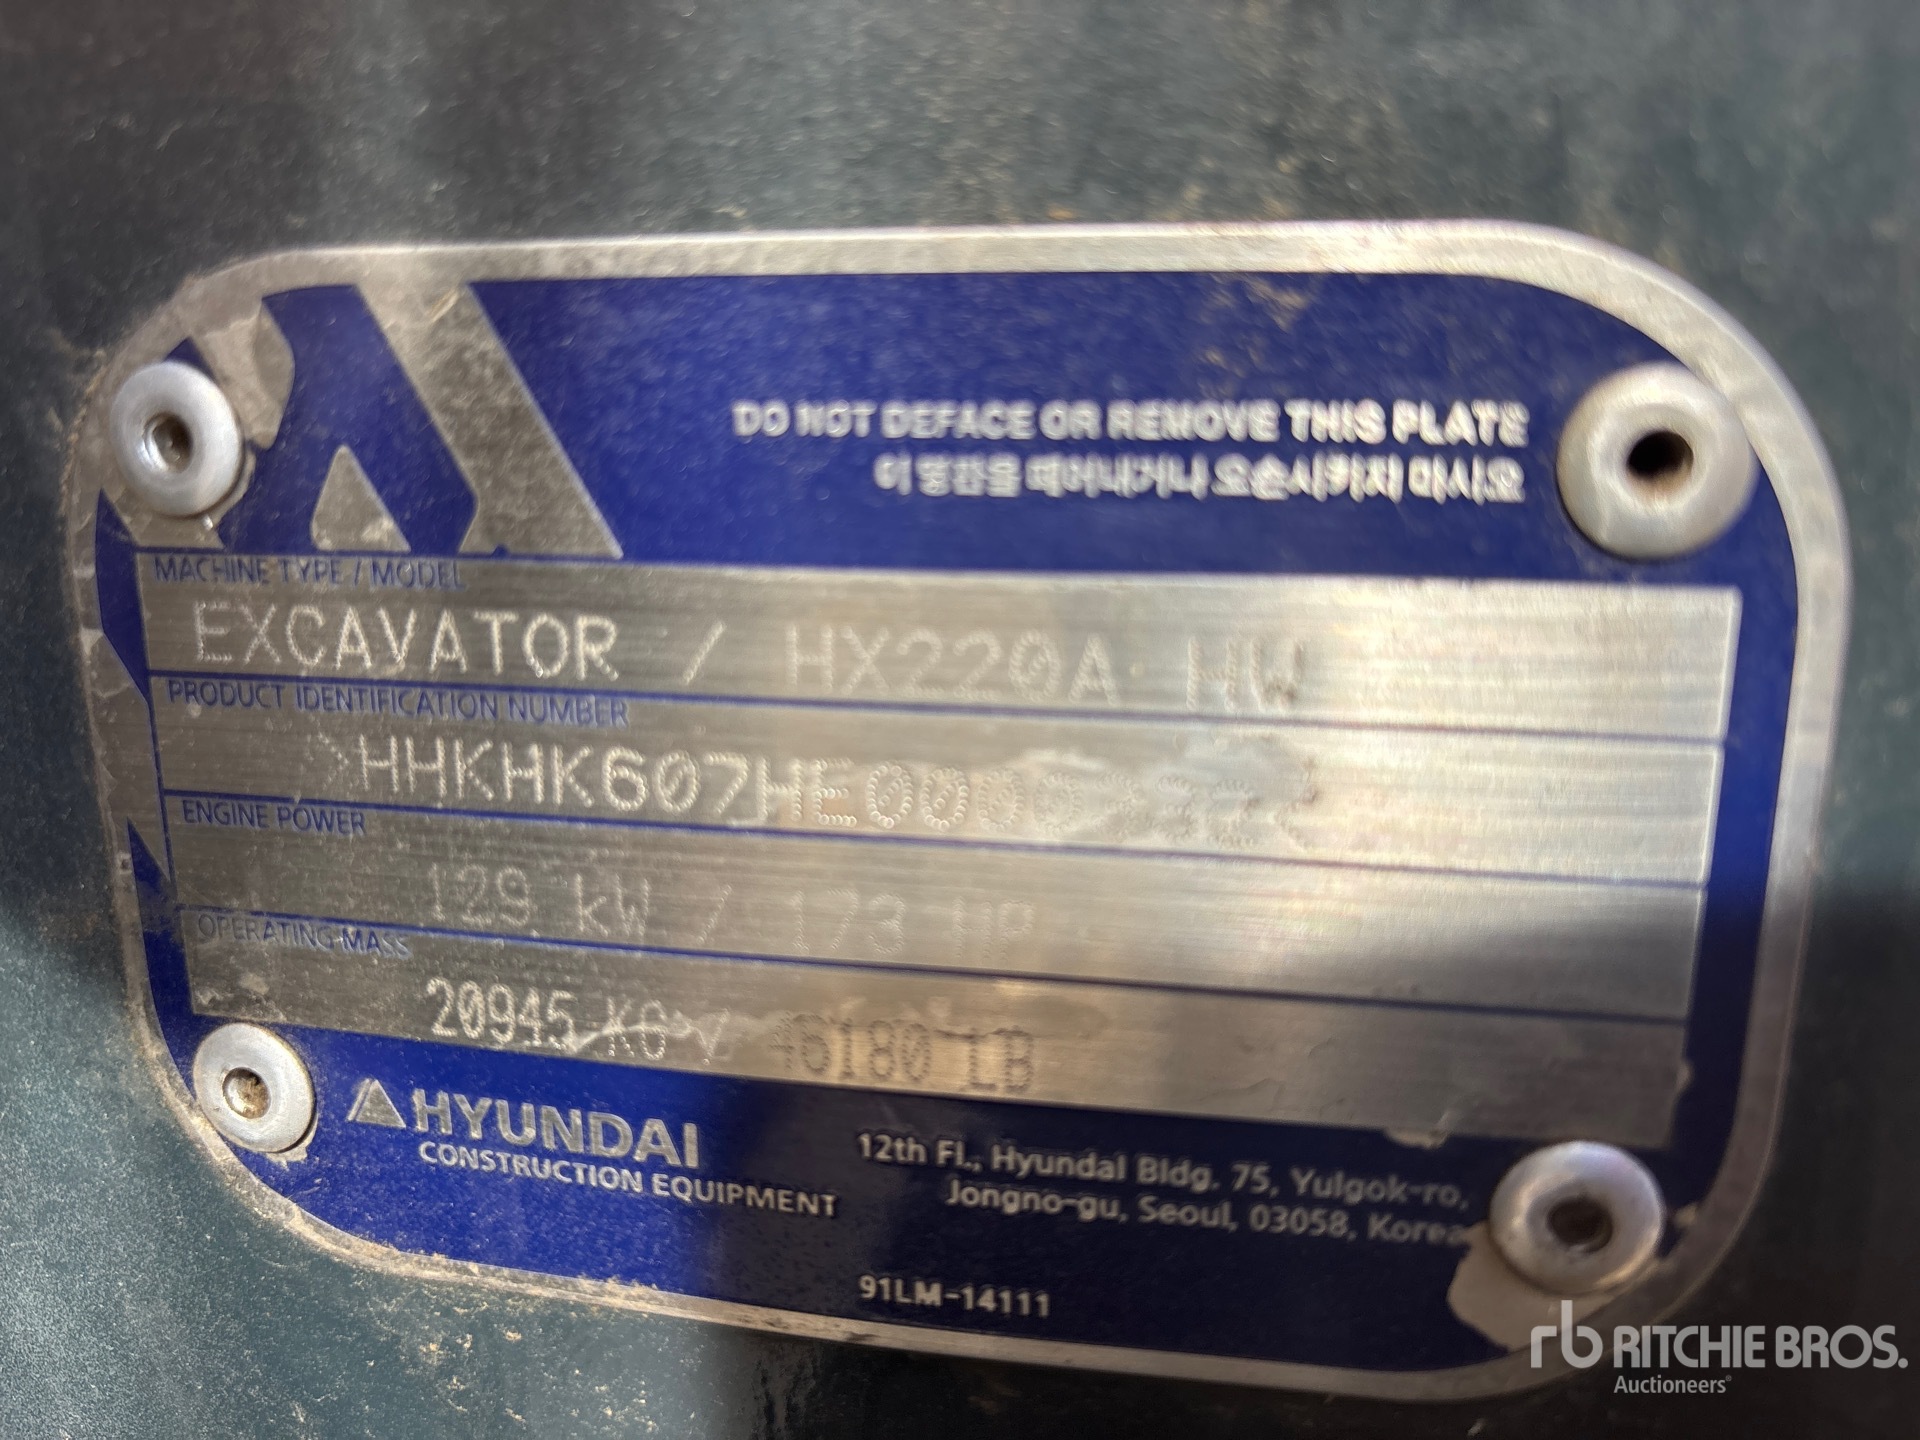 DO NOT DEFACE OR REMOVE THIS PLATE
이 명판을 떼어내거나 오손시키지 마시오
MACHINE TYPE / MODEL
EXCAVATOR / HX220A HW
PRODUCT IDENTIFICATION NUMBER
ENGINE POWER
129 kW / 173 HP
OPERATING MASS
20945 KG / 46180 LB
HYUNDAI
CONSTRUCTION EQUIPMENT
12th Fl., Hyundai Bldg. 75, Yulgok-ro,
Jongno-gu, Seoul, 03058, Korea
91LM-14111
rb RITCHIE BROS.
Auctioneers